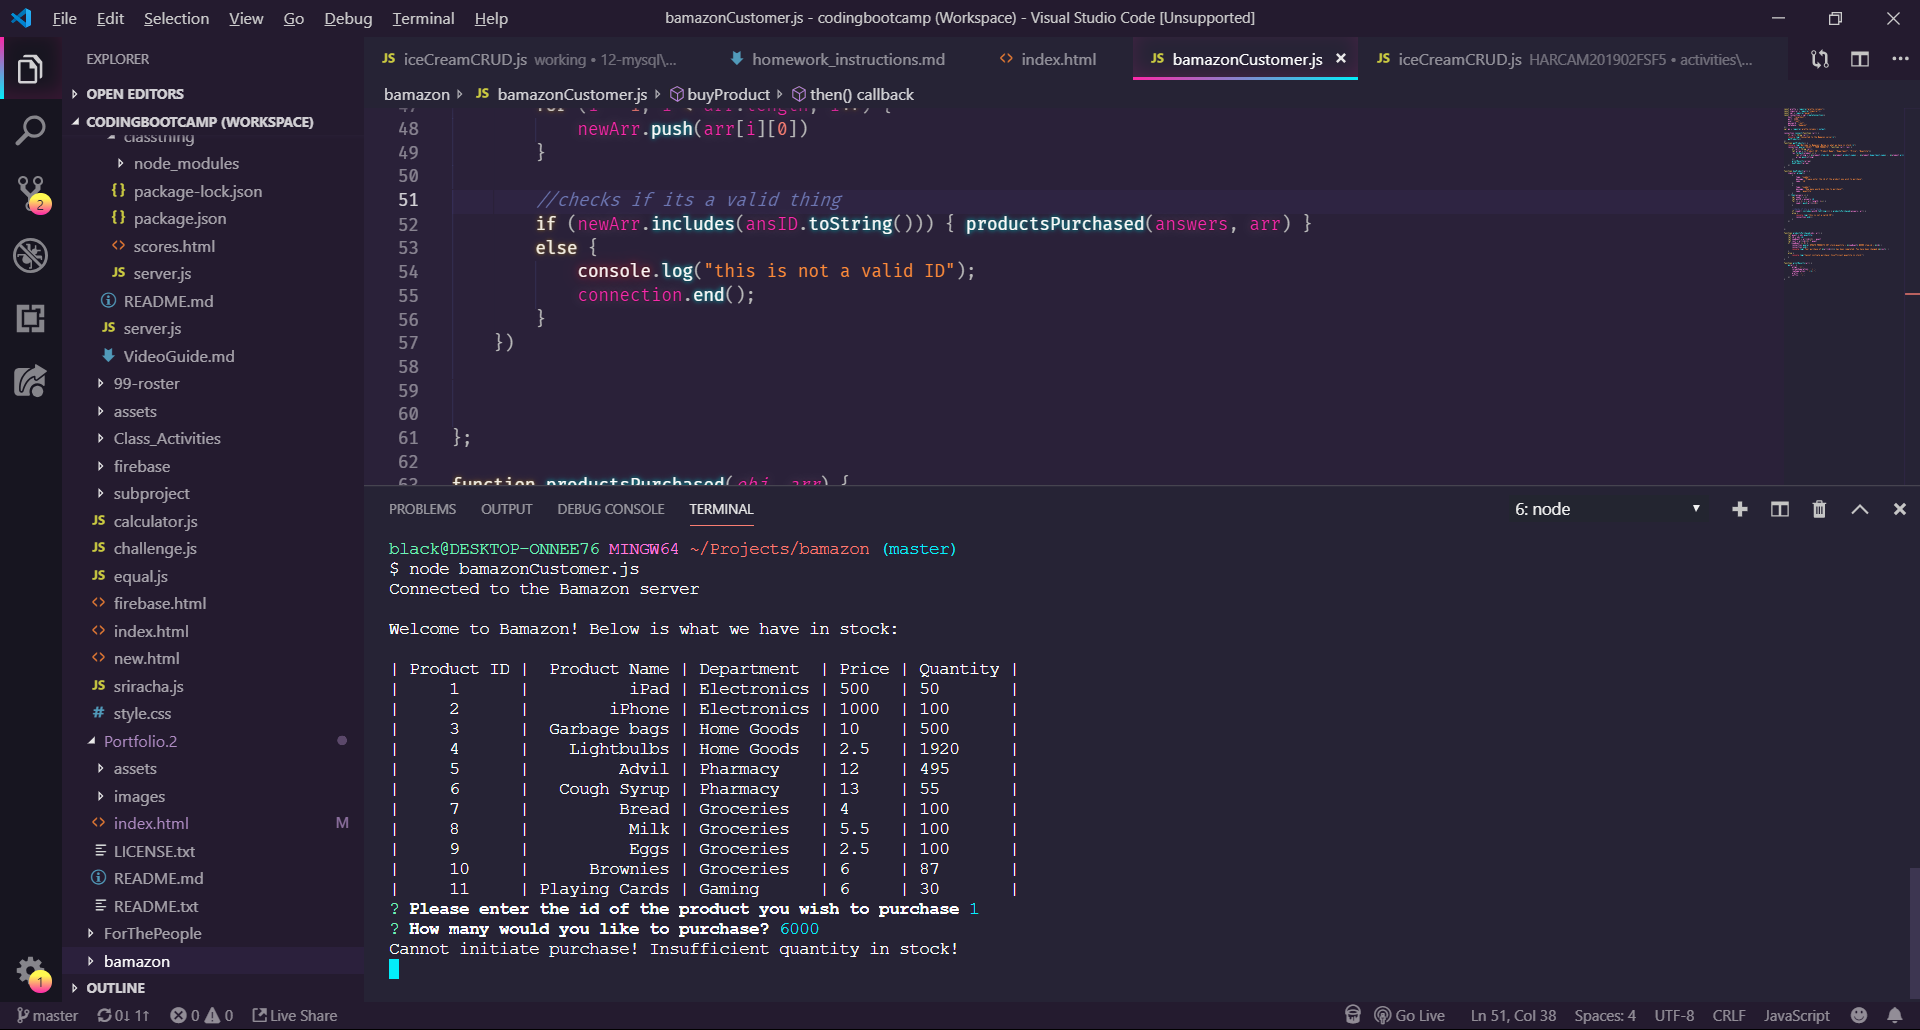 File Edit Selection View Go Debug Terminal Help
bamazonCustomer.js - codingbootcamp (Workspace) - Visual Studio Code [Unsupported]
EXPLORER
OPEN EDITORS
CODINGBOOTCAMP (WORKSPACE)
classthing
node_modules
{} package-lock.json
{} package.json
<> scores.html
JS server.js
README.md
JS server.js
VideoGuide.md
99-roster
assets
Class_Activities
firebase
subproject
JS calculator.js
JS challenge.js
JS equal.js
<> firebase.html
<> index.html
<> new.html
JS sriracha.js
# style.css
Portfolio.2
assets
images
<> index.html M
LICENSE.txt
README.md
README.txt
ForThePeople
bamazon
OUTLINE
2
1
JS iceCreamCRUD.js working • 12-mysql\...
homework_instructions.md
<> index.html
JS bamazonCustomer.js ×
JS iceCreamCRUD.js HARCAM201902FSF5 • activities\...
bamazon JS bamazonCustomer.js buyProduct then() callback
48 newArr.push(arr[i][0])
49 }
50
51 //checks if its a valid thing
52 if (newArr.includes(ansID.toString())) { productsPurchased(answers, arr) }
53 else {
54 console.log("this is not a valid ID");
55 connection.end();
56 }
57 })
58
59
60
61 };
62
63 function productsPurchased(obj, arr) {
PROBLEMS OUTPUT DEBUG CONSOLE TERMINAL
6: node
black@DESKTOP-ONNEE76 MINGW64 ~/Projects/bamazon (master)
$ node bamazonCustomer.js
Connected to the Bamazon server
Welcome to Bamazon! Below is what we have in stock:
| Product ID | Product Name | Department | Price | Quantity |
| 1 | iPad | Electronics | 500 | 50 |
| 2 | iPhone | Electronics | 1000 | 100 |
| 3 | Garbage bags | Home Goods | 10 | 500 |
| 4 | Lightbulbs | Home Goods | 2.5 | 1920 |
| 5 | Advil | Pharmacy | 12 | 495 |
| 6 | Cough Syrup | Pharmacy | 13 | 55 |
| 7 | Bread | Groceries | 4 | 100 |
| 8 | Milk | Groceries | 5.5 | 100 |
| 9 | Eggs | Groceries | 2.5 | 100 |
| 10 | Brownies | Groceries | 6 | 87 |
| 11 | Playing Cards | Gaming | 6 | 30 |
? Please enter the id of the product you wish to purchase 1
? How many would you like to purchase? 6000
Cannot initiate purchase! Insufficient quantity in stock!
master 0↓ 1↑ 0 0 Live Share
Go Live Ln 51, Col 38 Spaces: 4 UTF-8 CRLF JavaScript